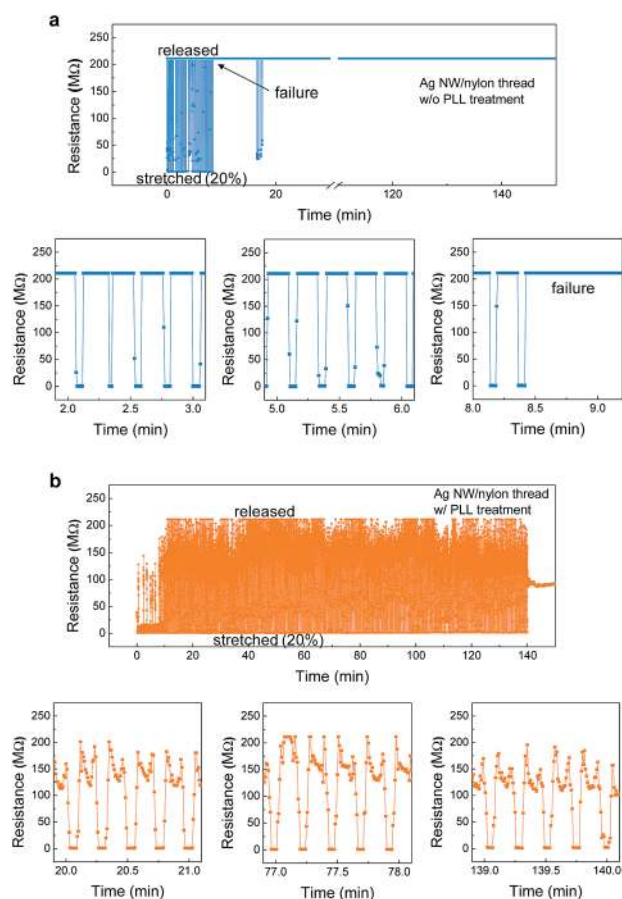 a
250
200
150
100
50
0
Resistance (MΩ)
released
failure
stretched (20%)
Ag NW/nylon thread
w/o PLL treatment
0
20
120
140
Time (min)
250
200
150
100
50
0
Resistance (MΩ)
2.0
2.5
3.0
Time (min)
250
200
150
100
50
0
Resistance (MΩ)
5.0
5.5
6.0
Time (min)
250
200
150
100
50
0
Resistance (MΩ)
failure
8.0
8.5
9.0
Time (min)
b
250
200
150
100
50
0
Resistance (MΩ)
released
Ag NW/nylon thread
w/ PLL treatment
stretched (20%)
0
20
40
60
80
100
120
140
Time (min)
250
200
150
100
50
0
Resistance (MΩ)
20.0
20.5
21.0
Time (min)
250
200
150
100
50
0
Resistance (MΩ)
77.0
77.5
78.0
Time (min)
250
200
150
100
50
0
Resistance (MΩ)
139.0
139.5
140.0
Time (min)